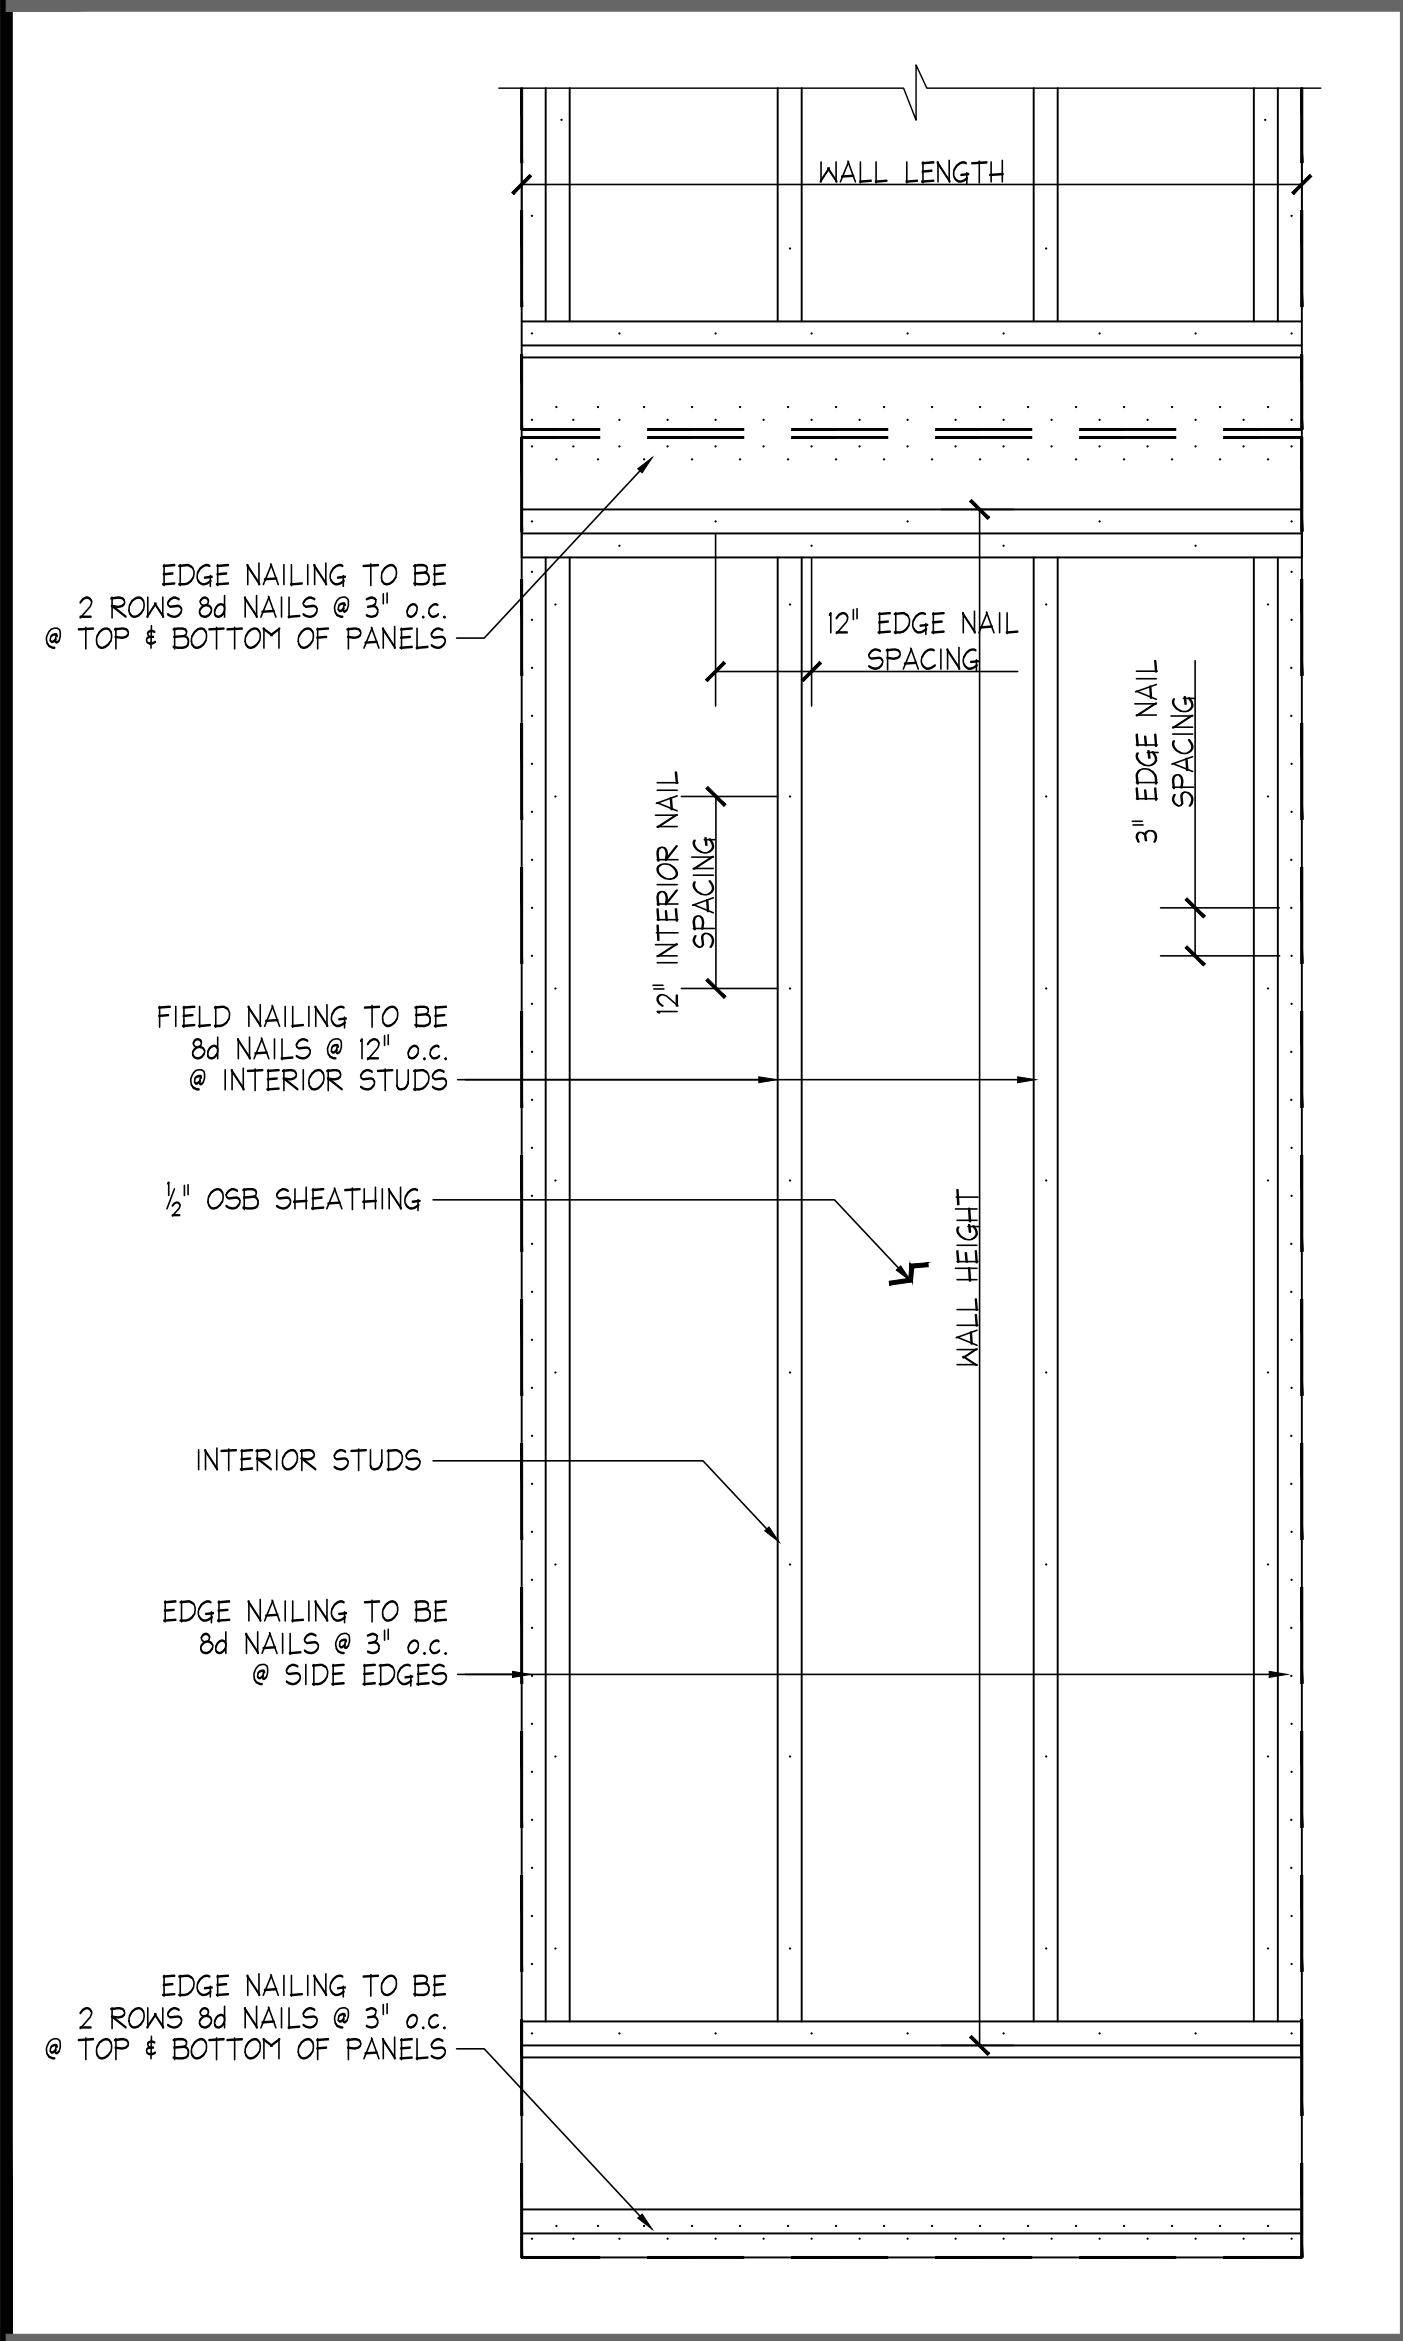 WALL LENGTH
EDGE NAILING TO BE
2 ROWS 8d NAILS @ 3" o.c.
@ TOP & BOTTOM OF PANELS
12" EDGE NAIL
SPACING
3" EDGE NAIL
SPACING
12" INTERIOR NAIL
SPACING
FIELD NAILING TO BE
8d NAILS @ 12" o.c.
@ INTERIOR STUDS
½" OSB SHEATHING
WALL HEIGHT
INTERIOR STUDS
EDGE NAILING TO BE
8d NAILS @ 3" o.c.
@ SIDE EDGES
EDGE NAILING TO BE
2 ROWS 8d NAILS @ 3" o.c.
@ TOP & BOTTOM OF PANELS